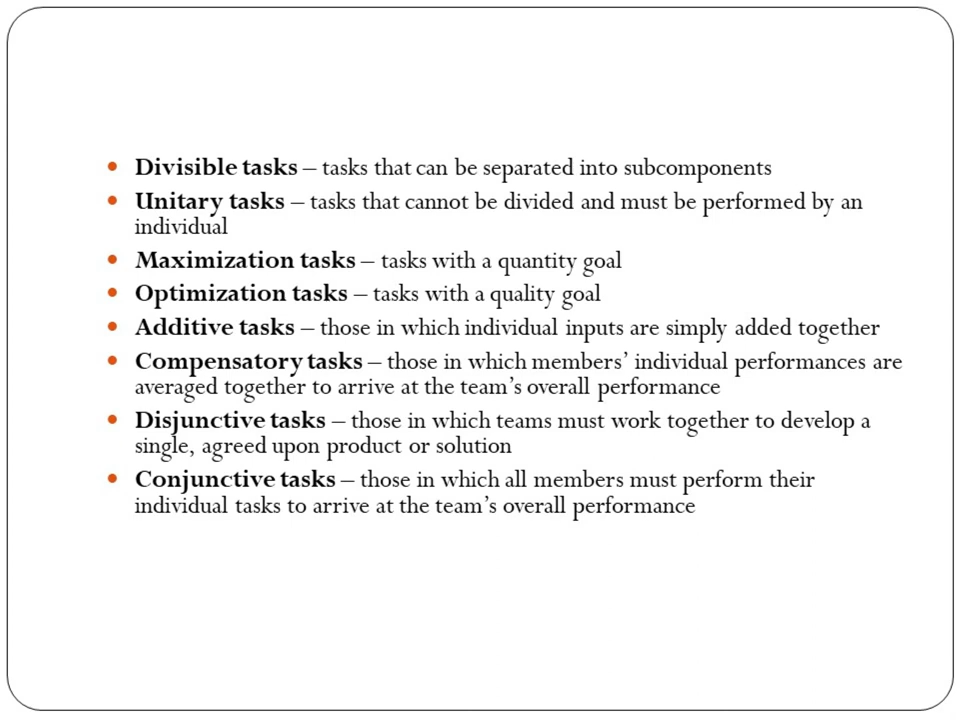 • Divisible tasks – tasks that can be separated into subcomponents
• Unitary tasks – tasks that cannot be divided and must be performed by an
individual
• Maximization tasks – tasks with a quantity goal
• Optimization tasks – tasks with a quality goal
• Additive tasks – those in which individual inputs are simply added together
• Compensatory tasks – those in which members’ individual performances are
averaged together to arrive at the team’s overall performance
• Disjunctive tasks – those in which teams must work together to develop a
single, agreed upon product or solution
• Conjunctive tasks – those in which all members must perform their
individual tasks to arrive at the team’s overall performance